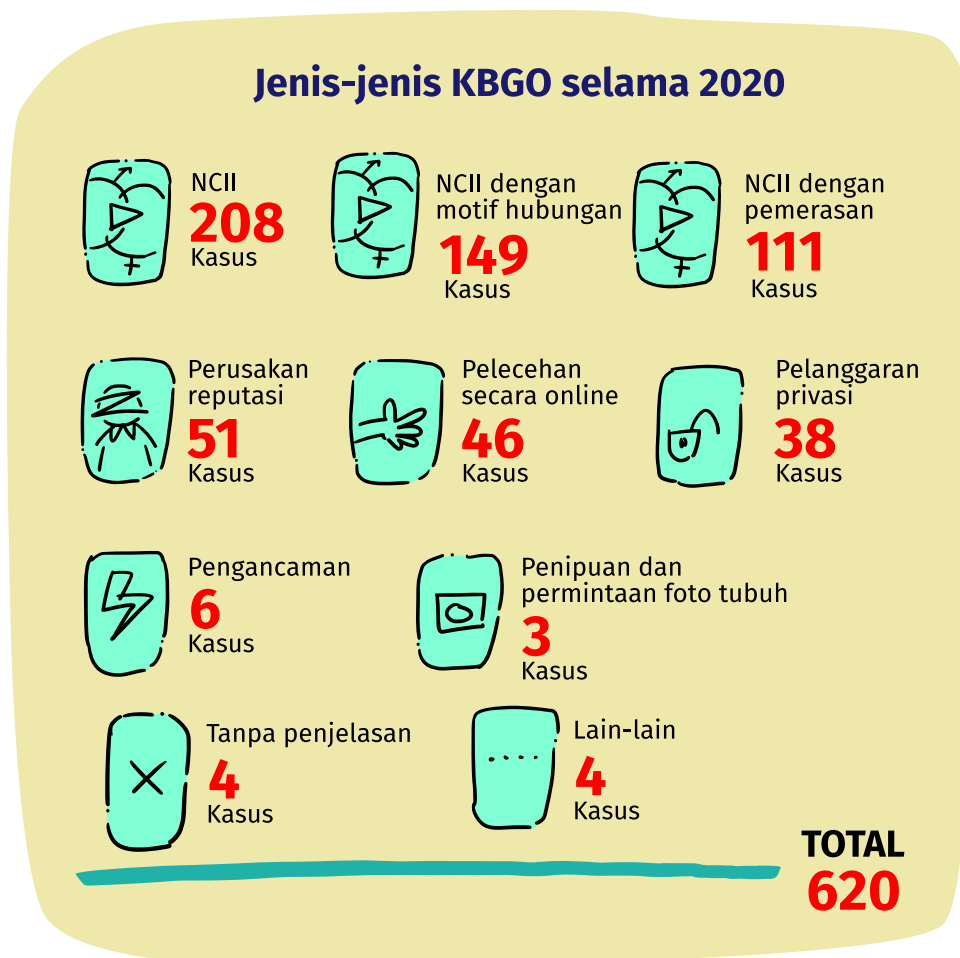 Jenis-jenis KBGO selama 2020
NCII
208
Kasus
NCII dengan
motif hubungan
149
Kasus
NCII dengan
pemerasan
111
Kasus
Perusakan
reputasi
51
Kasus
Pelecehan
secara online
46
Kasus
Pelanggaran
privasi
38
Kasus
Pengancaman
6
Kasus
Penipuan dan
permintaan foto tubuh
3
Kasus
Tanpa penjelasan
4
Kasus
Lain-lain
4
Kasus
TOTAL
620